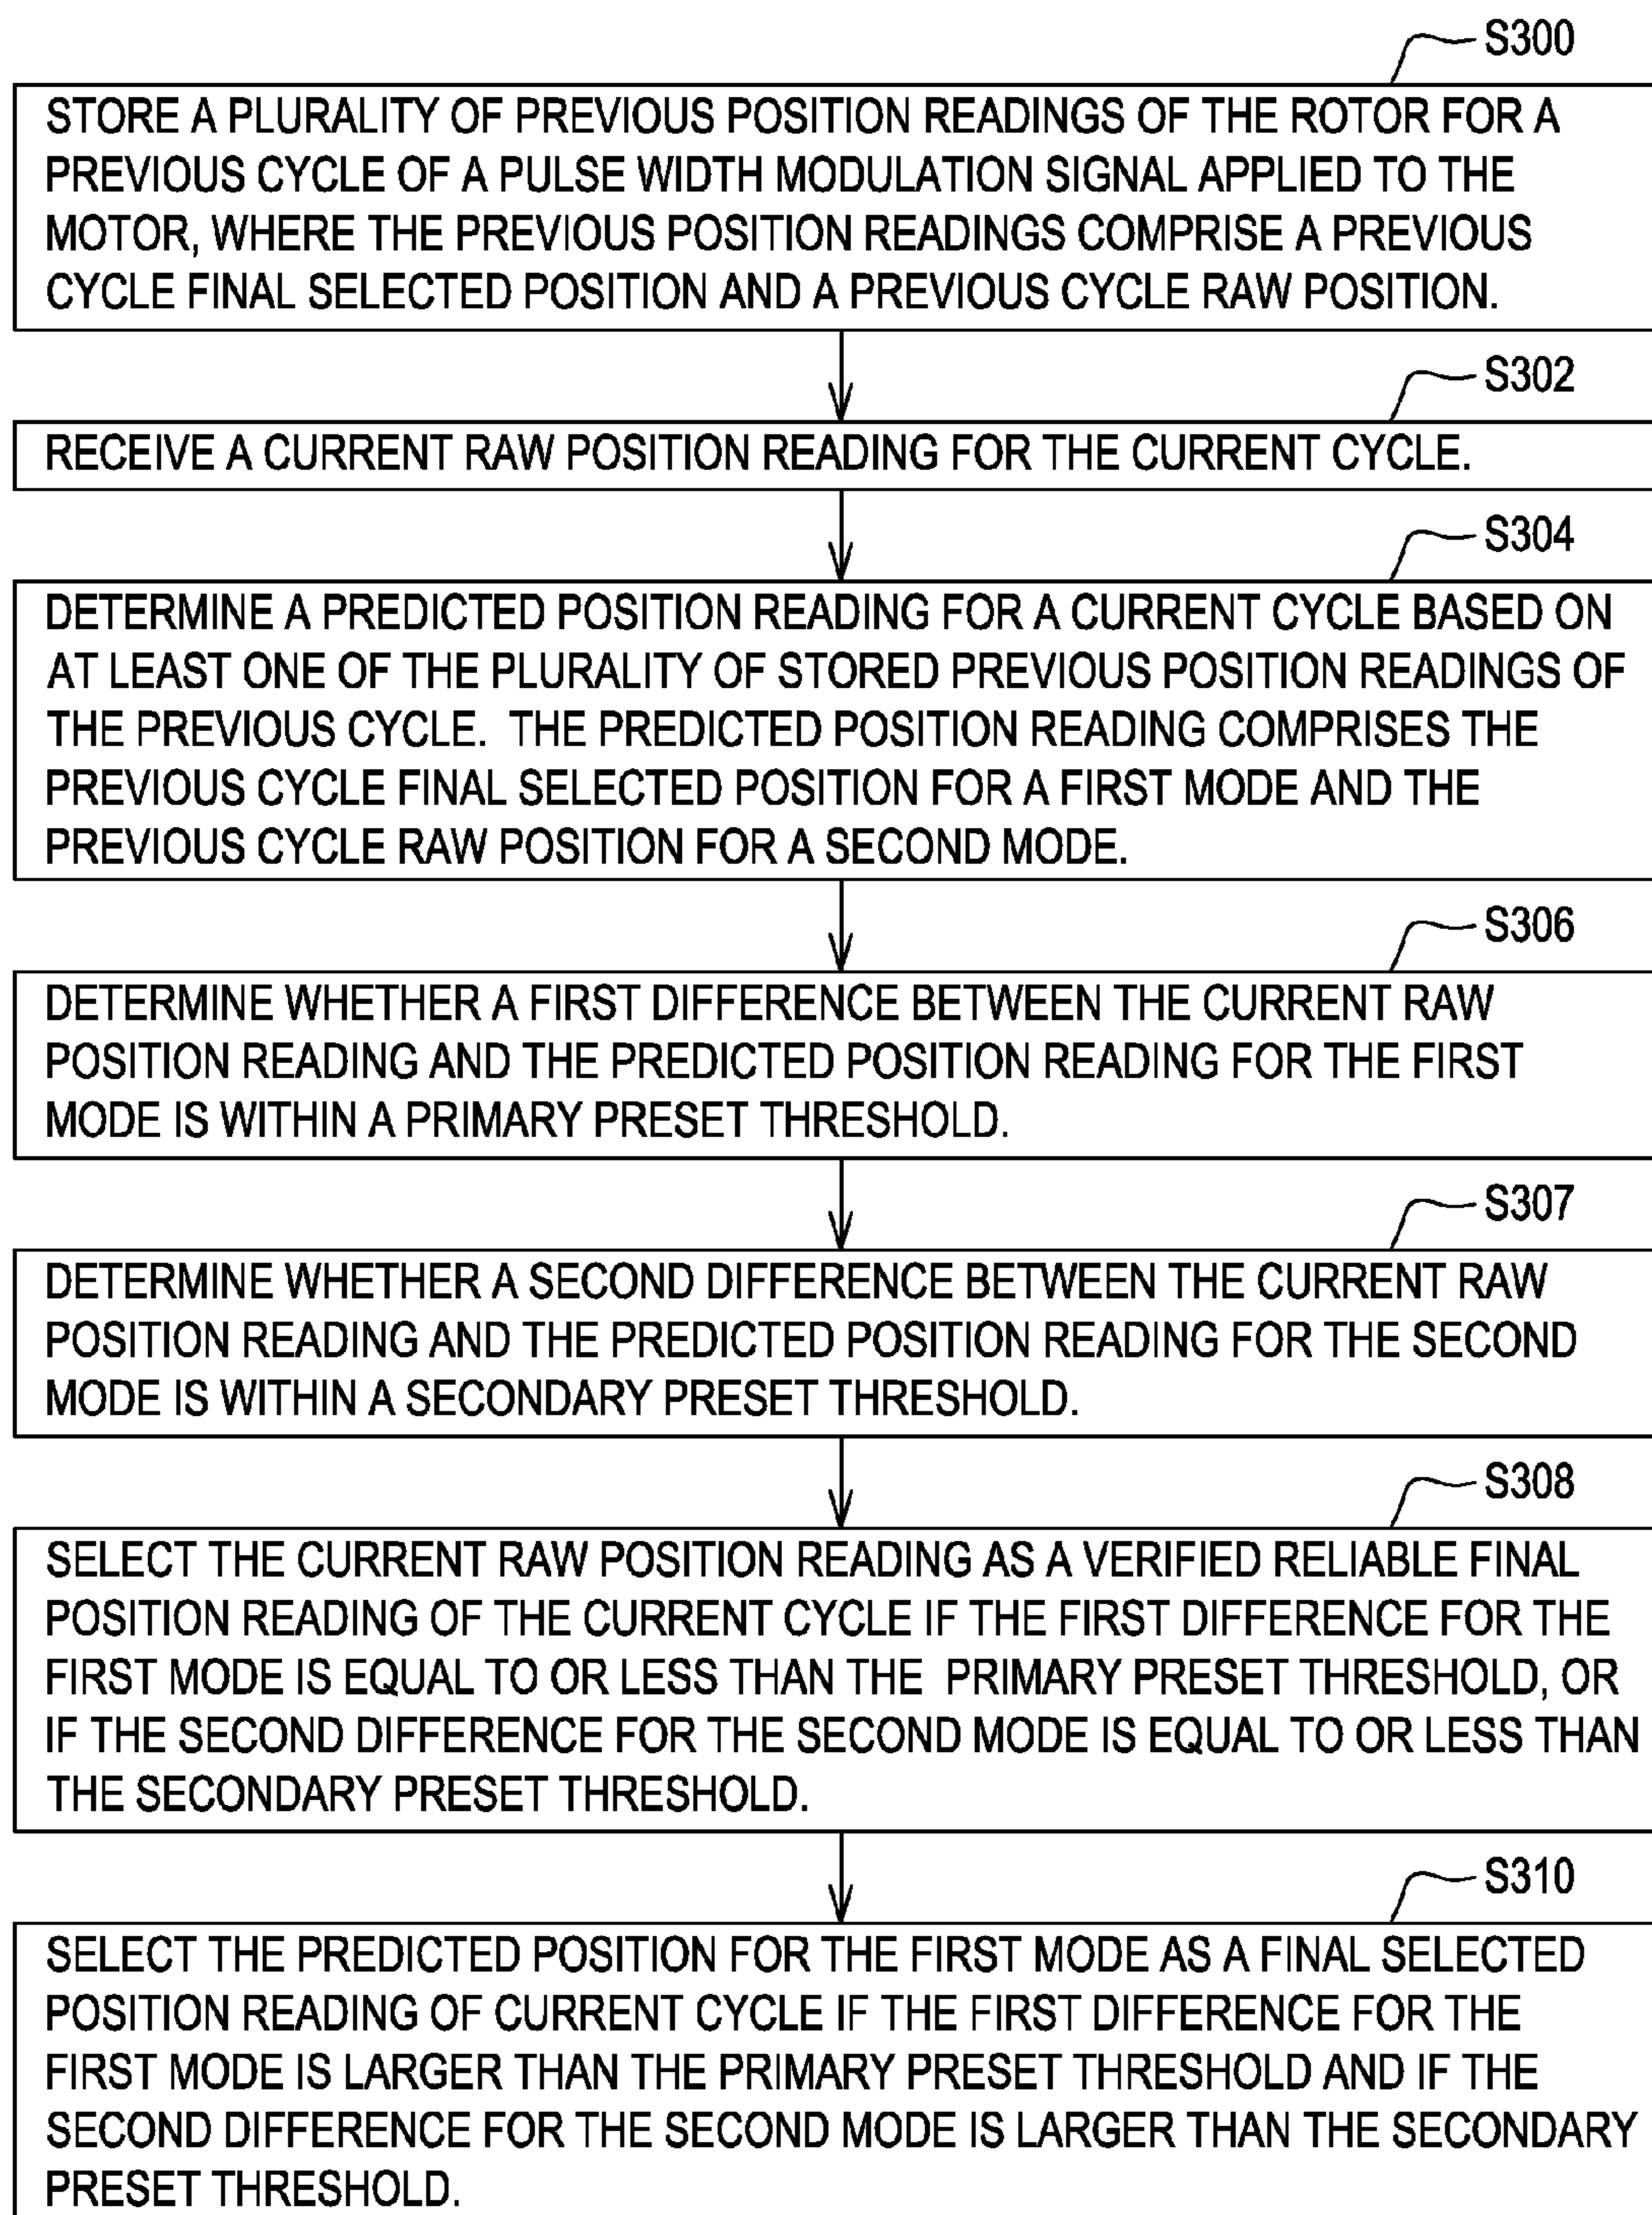 S300
STORE A PLURALITY OF PREVIOUS POSITION READINGS OF THE ROTOR FOR A
PREVIOUS CYCLE OF A PULSE WIDTH MODULATION SIGNAL APPLIED TO THE
MOTOR, WHERE THE PREVIOUS POSITION READINGS COMPRISE A PREVIOUS
CYCLE FINAL SELECTED POSITION AND A PREVIOUS CYCLE RAW POSITION.
S302
RECEIVE A CURRENT RAW POSITION READING FOR THE CURRENT CYCLE.
S304
DETERMINE A PREDICTED POSITION READING FOR A CURRENT CYCLE BASED ON
AT LEAST ONE OF THE PLURALITY OF STORED PREVIOUS POSITION READINGS OF
THE PREVIOUS CYCLE. THE PREDICTED POSITION READING COMPRISES THE
PREVIOUS CYCLE FINAL SELECTED POSITION FOR A FIRST MODE AND THE
PREVIOUS CYCLE RAW POSITION FOR A SECOND MODE.
S306
DETERMINE WHETHER A FIRST DIFFERENCE BETWEEN THE CURRENT RAW
POSITION READING AND THE PREDICTED POSITION READING FOR THE FIRST
MODE IS WITHIN A PRIMARY PRESET THRESHOLD.
S307
DETERMINE WHETHER A SECOND DIFFERENCE BETWEEN THE CURRENT RAW
POSITION READING AND THE PREDICTED POSITION READING FOR THE SECOND
MODE IS WITHIN A SECONDARY PRESET THRESHOLD.
S308
SELECT THE CURRENT RAW POSITION READING AS A VERIFIED RELIABLE FINAL
POSITION READING OF THE CURRENT CYCLE IF THE FIRST DIFFERENCE FOR THE
FIRST MODE IS EQUAL TO OR LESS THAN THE PRIMARY PRESET THRESHOLD, OR
IF THE SECOND DIFFERENCE FOR THE SECOND MODE IS EQUAL TO OR LESS THAN
THE SECONDARY PRESET THRESHOLD.
S310
SELECT THE PREDICTED POSITION FOR THE FIRST MODE AS A FINAL SELECTED
POSITION READING OF CURRENT CYCLE IF THE FIRST DIFFERENCE FOR THE
FIRST MODE IS LARGER THAN THE PRIMARY PRESET THRESHOLD AND IF THE
SECOND DIFFERENCE FOR THE SECOND MODE IS LARGER THAN THE SECONDARY
PRESET THRESHOLD.